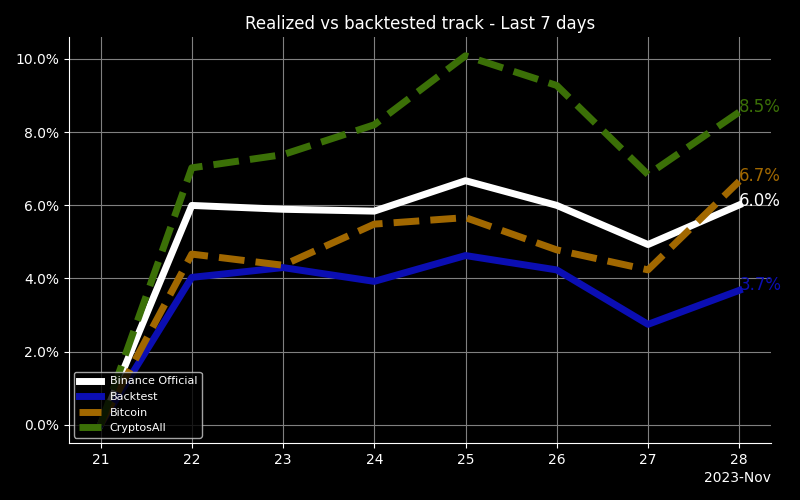 Realized vs backtested track - Last 7 days
10.0%
8.0%
6.0%
4.0%
2.0%
0.0%
8.5%
6.7%
6.0%
3.7%
Binance Official
Backtest
Bitcoin
CryptosAll
21 22 23 24 25 26 27 28
2023-Nov